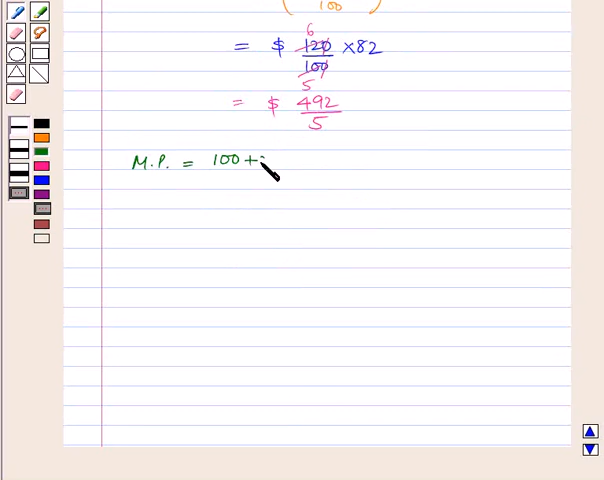 100
6
= $ 120 × 82
100
5
= $ 492
5
M.P. = 100 +